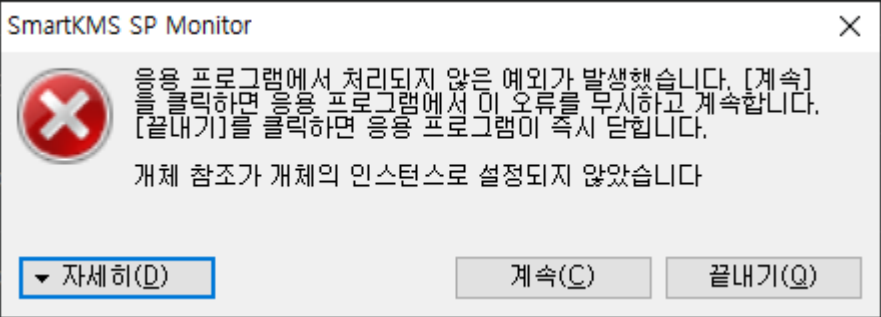 SmartKMS SP Monitor
응용 프로그램에서 처리되지 않은 예외가 발생했습니다. [계속]
을 클릭하면 응용 프로그램에서 이 오류를 무시하고 계속합니다.
[끝내기]를 클릭하면 응용 프로그램이 즉시 닫힙니다.
개체 참조가 개체의 인스턴스로 설정되지 않았습니다
자세히(D) 계속(C) 끝내기(Q)